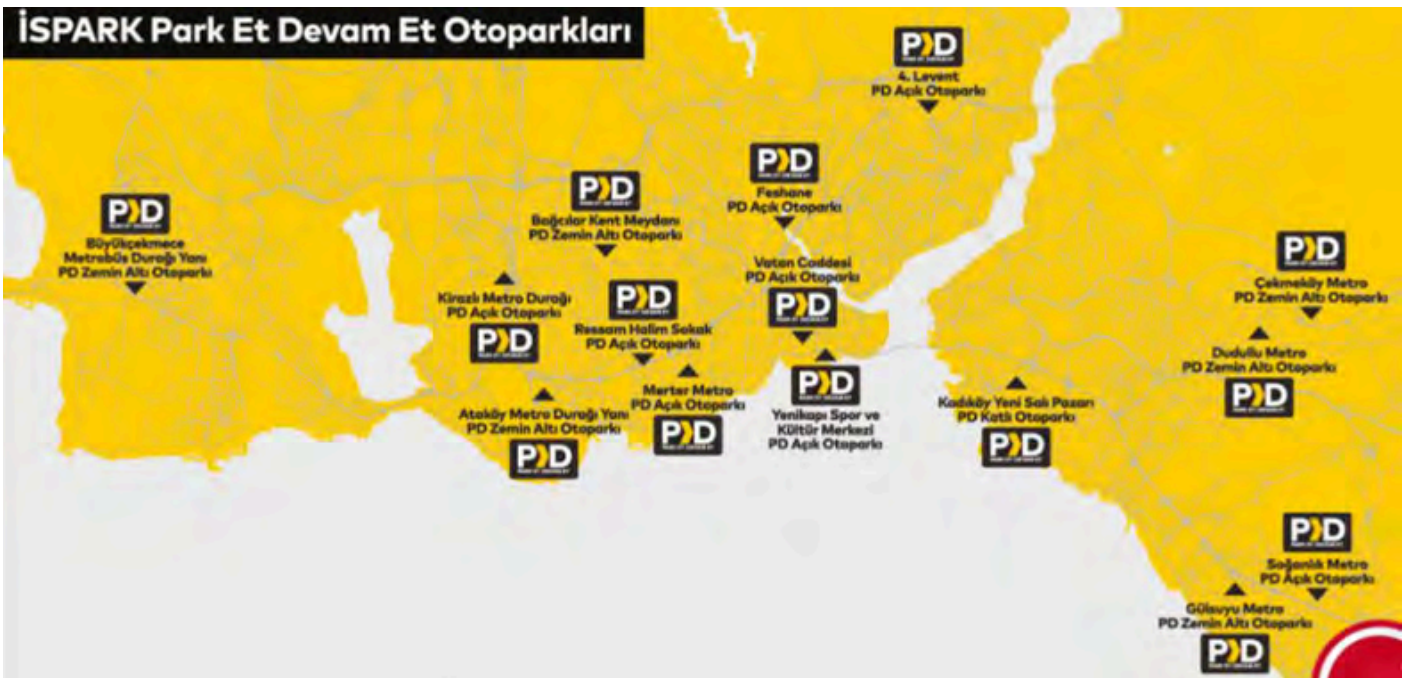 İSPARK Park Et Devam Et Otoparkları
PD
4. Levent
PD Açık Otoparkı
PD
Feshane
PD Açık Otoparkı
PD
Bağcılar Kent Meydanı
PD Zemin Altı Otoparkı
PD
Büyükçekmece
Metrobüs Durağı Yanı
PD Zemin Altı Otoparkı
Vatan Caddesi
PD Açık Otoparkı
PD
PD
Çekmeköy Metro
PD Zemin Altı Otoparkı
Kirazlı Metro Durağı
PD Açık Otoparkı
PD
PD
Ressam Halim Sokak
PD Açık Otoparkı
Dudullu Metro
PD Zemin Altı Otoparkı
PD
Merter Metro
PD Açık Otoparkı
PD
PD
Yenikapı Spor ve
Kültür Merkezi
PD Açık Otoparkı
Kadıköy Yeni Salı Pazarı
PD Katlı Otoparkı
PD
Ataköy Metro Durağı Yanı
PD Zemin Altı Otoparkı
PD
PD
Soğanlık Metro
PD Açık Otoparkı
Gülsuyu Metro
PD Zemin Altı Otoparkı
PD